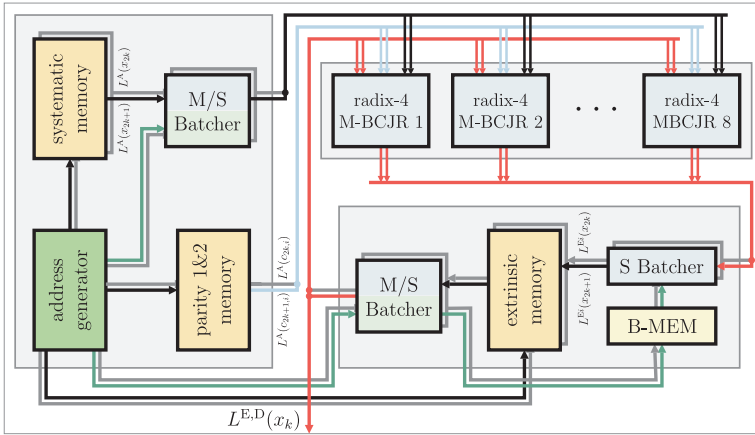 systematic
memory
L^A(x_{2k})
L^A(x_{2k+1})
M/S
Batcher
radix-4
M-BCJR 1
radix-4
M-BCJR 2
. . .
radix-4
MBCJR 8
address
generator
parity 1&2
memory
L^A(c_{2k,i})
L^A(c_{2k+1,i})
M/S
Batcher
extrinsic
memory
L^{Ei}(x_{2k})
L^{Ei}(x_{2k+1})
S Batcher
B-MEM
L^{E,D}(x_k)